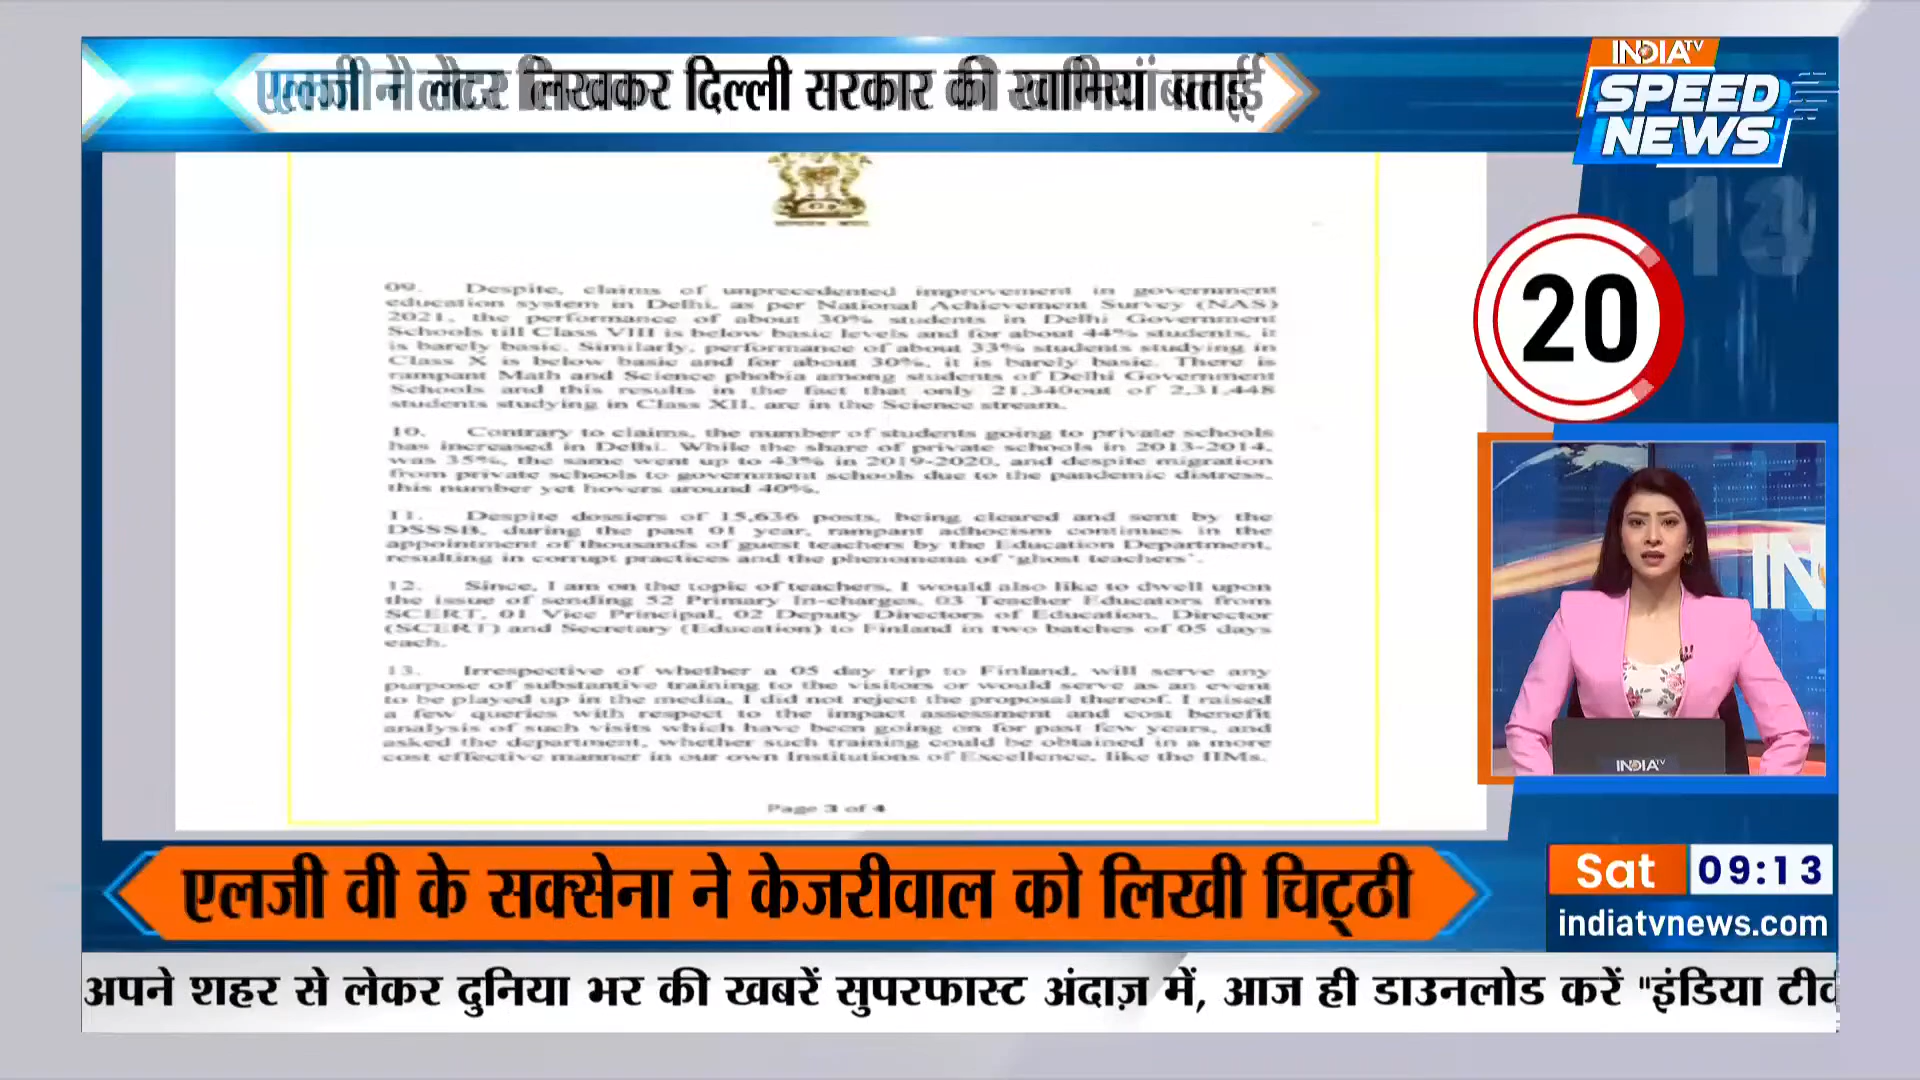 एलजी ने लेटर लिखकर दिल्ली सरकार की खामियां बताईं
INDIA TV
SPEED
NEWS
20
09. Despite, claims of unprecedented improvement in government
education system in Delhi, as per National Achievement Survey (NAS)
2021, the performance of about 30% students in Delhi Government
Schools till Class VIII is below basic levels and for about 44% students, it
is barely basic. Similarly, performance of about 33% students studying in
Class X is below basic and for about 30%, it is barely basic. There is
rampant Math and Science phobia among students of Delhi Government
Schools and this results in the fact that only 21,340out of 2,31,448
students studying in Class XII, are in the Science stream.
10. Contrary to claims, the number of students going to private schools
has increased in Delhi. While the share of private schools in 2013-2014,
was 35%, the same went up to 43% in 2019-2020, and despite migration
from private schools to government schools due to the pandemic distress,
this number yet hovers around 40%.
11. Despite dossiers of 15,636 posts, being cleared and sent by the
DSSSB, during the past 01 year, rampant adhocism continues in the
appointment of thousands of guest teachers by the Education Department,
resulting in corrupt practices and the phenomena of 'ghost teachers'.
12. Since, I am on the topic of teachers, I would also like to dwell upon
the issue of sending 52 Primary In-charges, 03 Teacher Educators from
SCERT, 01 Vice Principal, 02 Deputy Directors of Education, Director
(SCERT) and Secretary (Education) to Finland in two batches of 05 days
each.
13. Irrespective of whether a 05 day trip to Finland, will serve any
purpose of substantive training to the visitors or would serve as an event
to be played up in the media, I did not reject the proposal thereof. I raised
a few queries with respect to the impact assessment and cost benefit
analysis of such visits which have been going on for past few years, and
asked the department, whether such training could be obtained in a more
cost effective manner in our own Institutions of Excellence, like the IIMs.
Page 3 of 4
IN
INDIA TV
एलजी वी के सक्सेना ने केजरीवाल को लिखी चिट्ठी
Sat 09:13
indiatvnews.com
अपने शहर से लेकर दुनिया भर की खबरें सुपरफास्ट अंदाज़ में, आज ही डाउनलोड करें "इंडिया टीवी